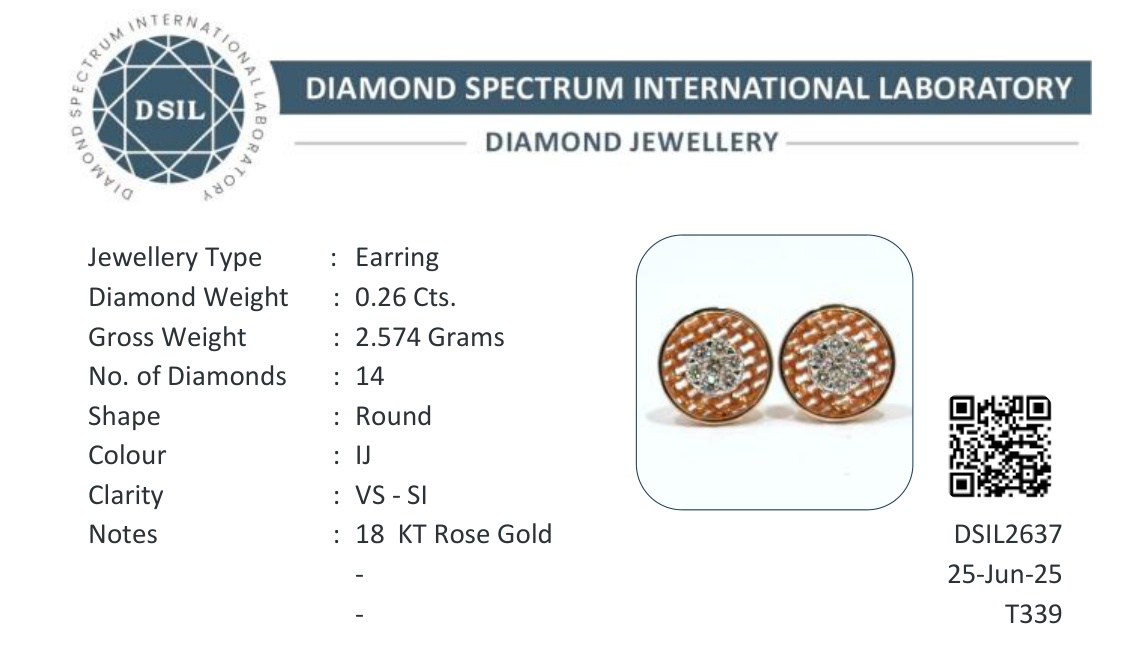 DIAMOND SPECTRUM INTERNATIONAL LABORATORY
DSIL
DIAMOND SPECTRUM INTERNATIONAL LABORATORY
DIAMOND JEWELLERY
Jewellery Type : Earring
Diamond Weight : 0.26 Cts.
Gross Weight : 2.574 Grams
No. of Diamonds : 14
Shape : Round
Colour : IJ
Clarity : VS - SI
Notes : 18 KT Rose Gold
-
-
DSIL2637
25-Jun-25
T339